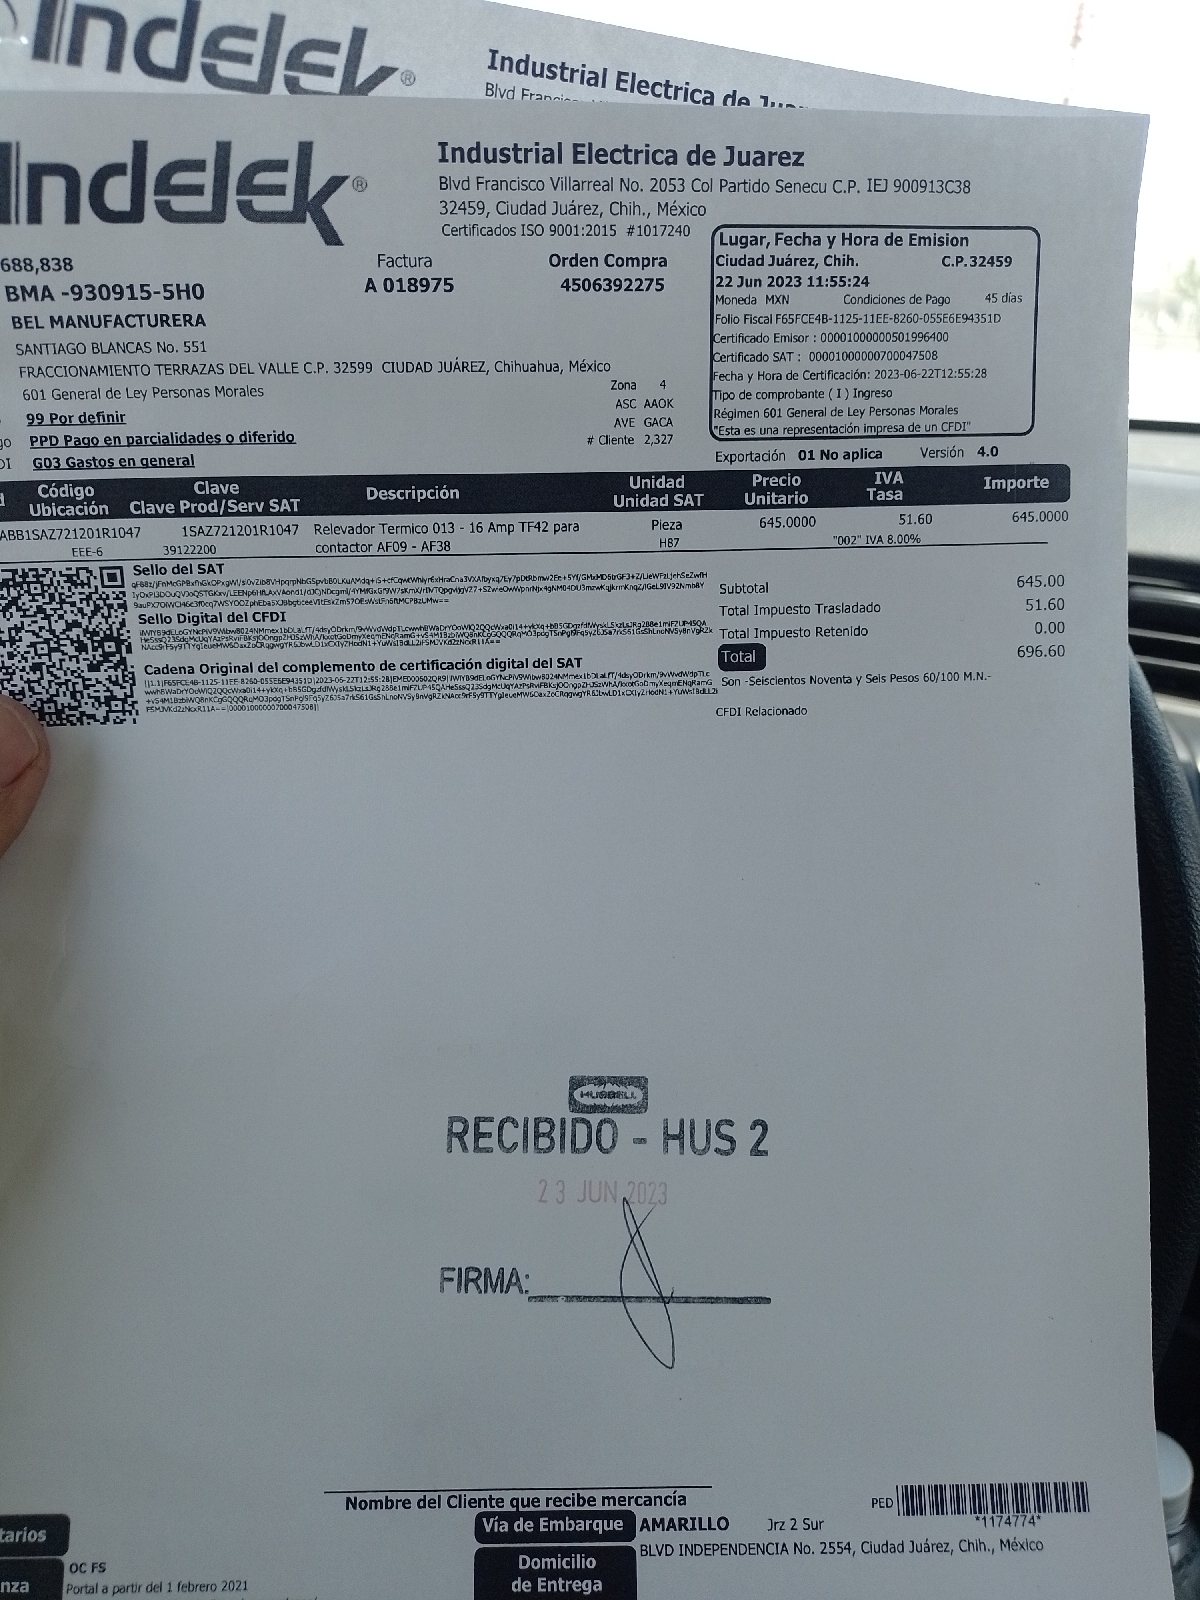 Indelek®
Industrial Electrica de
Blvd
Indelek®
Industrial Electrica de Juarez
Blvd Francisco Villarreal No. 2053 Col Partido Senecu C.P. IEJ 900913C38
32459, Ciudad Juárez, Chih., México
Certificados ISO 9001:2015 #1017240
688,838
Factura
Orden Compra
BMA -930915-5H0
A 018975
4506392275
BEL MANUFACTURERA
SANTIAGO BLANCAS No. 551
FRACCIONAMIENTO TERRAZAS DEL VALLE C.P. 32599 CIUDAD JUÁREZ, Chihuahua, México
601 General de Ley Personas Morales
99 Por definir
PPD Pago en parcialidades o diferido
G03 Gastos en general
Zona 4
ASC AAOK
AVE GACA
# Cliente 2,327
Lugar, Fecha y Hora de Emision
Ciudad Juárez, Chih. C.P.32459
22 Jun 2023 11:55:24
Moneda MXN Condiciones de Pago 45 días
Folio Fiscal F65FCE4B-1125-11EE-8260-055E6E94351D
Certificado Emisor : 00001000000501996400
Certificado SAT : 00001000000700047508
Fecha y Hora de Certificación: 2023-06-22T12:55:28
Tipo de comprobante ( I ) Ingreso
Régimen 601 General de Ley Personas Morales
"Esta es una representación impresa de un CFDI"
Exportación 01 No aplica Versión 4.0
Código Ubicación
Clave Clave Prod/Serv SAT
Descripción
Unidad Unidad SAT
Precio Unitario
IVA Tasa
Importe
ABB1SAZ721201R1047 1SAZ721201R1047 Relevador Termico 013 - 16 Amp TF42 para Pieza 645.0000 51.60 645.0000
EEE-6 39122200 contactor AF09 - AF38 H87 "002" IVA 8.00%
Sello del SAT
Sello Digital del CFDI
Cadena Original del complemento de certificación digital del SAT
Subtotal 645.00
Total Impuesto Trasladado 51.60
Total Impuesto Retenido 0.00
Total 696.60
Son -Seiscientos Noventa y Seis Pesos 60/100 M.N.-
CFDI Relacionado
HUBBELL
RECIBIDO - HUS 2
23 JUN 2023
FIRMA:
Nombre del Cliente que recibe mercancía
PED
*1174774*
Vía de Embarque AMARILLO Jrz 2 Sur
Domicilio de Entrega
BLVD INDEPENDENCIA No. 2554, Ciudad Juárez, Chih., México
OC FS
Portal a partir del 1 febrero 2021